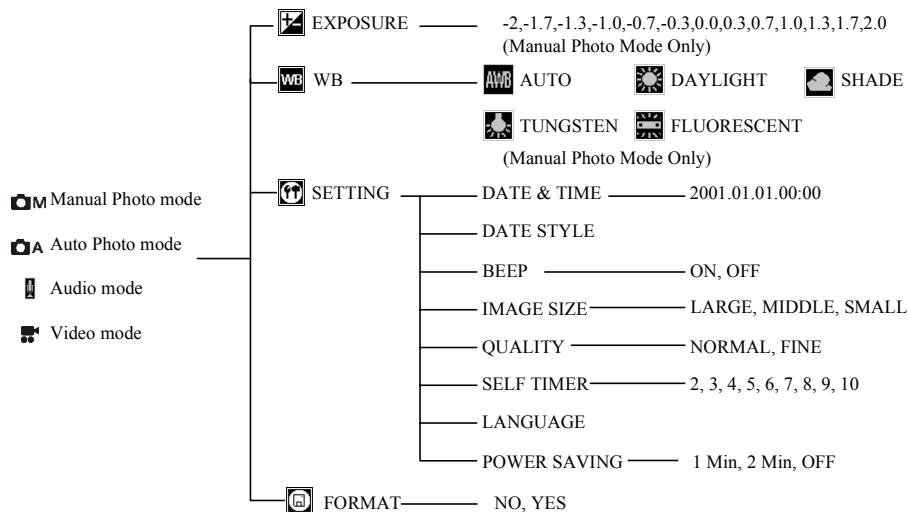 EXPOSURE -2,-1.7,-1.3,-1.0,-0.7,-0.3,0.0,0.3,0.7,1.0,1.3,1.7,2.0
(Manual Photo Mode Only)
WB WB AWB AUTO DAYLIGHT SHADE
TUNGSTEN FLUORESCENT
(Manual Photo Mode Only)
M Manual Photo mode
A Auto Photo mode
Audio mode
Video mode
SETTING DATE & TIME 2001.01.01.00:00
DATE STYLE
BEEP ON, OFF
IMAGE SIZE LARGE, MIDDLE, SMALL
QUALITY NORMAL, FINE
SELF TIMER 2, 3, 4, 5, 6, 7, 8, 9, 10
LANGUAGE
POWER SAVING 1 Min, 2 Min, OFF
FORMAT NO, YES